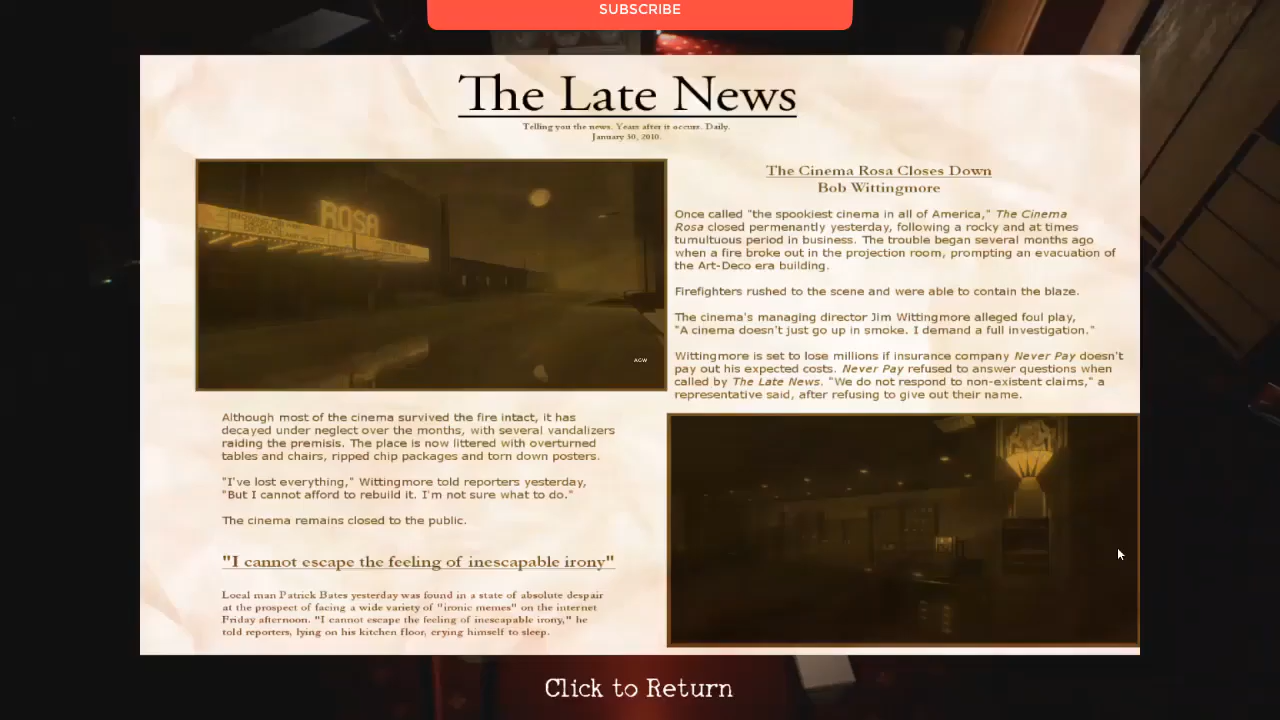 SUBSCRIBE
The Late News
Telling you the news. Years after it occurs. Daily.
January 30, 2010.
ROSA
AGW
The Cinema Rosa Closes Down
Bob Wittingmore
Once called "the spookiest cinema in all of America," The Cinema
Rosa closed permenantly yesterday, following a rocky and at times
tumultuous period in business. The trouble began several months ago
when a fire broke out in the projection room, prompting an evacuation of
the Art-Deco era building.
Firefighters rushed to the scene and were able to contain the blaze.
The cinema's managing director Jim Wittingmore alleged foul play,
"A cinema doesn't just go up in smoke. I demand a full investigation."
Wittingmore is set to lose millions if insurance company Never Pay doesn't
pay out his expected costs. Never Pay refused to answer questions when
called by The Late News. "We do not respond to non-existent claims," a
representative said, after refusing to give out their name.
Although most of the cinema survived the fire intact, it has
decayed under neglect over the months, with several vandalizers
raiding the premisis. The place is now littered with overturned
tables and chairs, ripped chip packages and torn down posters.
"I've lost everything," Wittingmore told reporters yesterday,
"But I cannot afford to rebuild it. I'm not sure what to do."
The cinema remains closed to the public.
"I cannot escape the feeling of inescapable irony"
Local man Patrick Bates yesterday was found in a state of absolute despair
at the prospect of facing a wide variety of "ironic memes" on the internet
Friday afternoon. "I cannot escape the feeling of inescapable irony," he
told reporters, lying on his kitchen floor, crying himself to sleep.
Click to Return